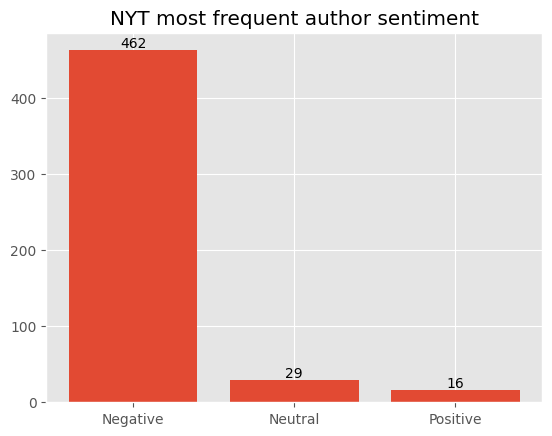 NYT most frequent author sentiment
462
29
16
400
300
200
100
0
Negative
Neutral
Positive